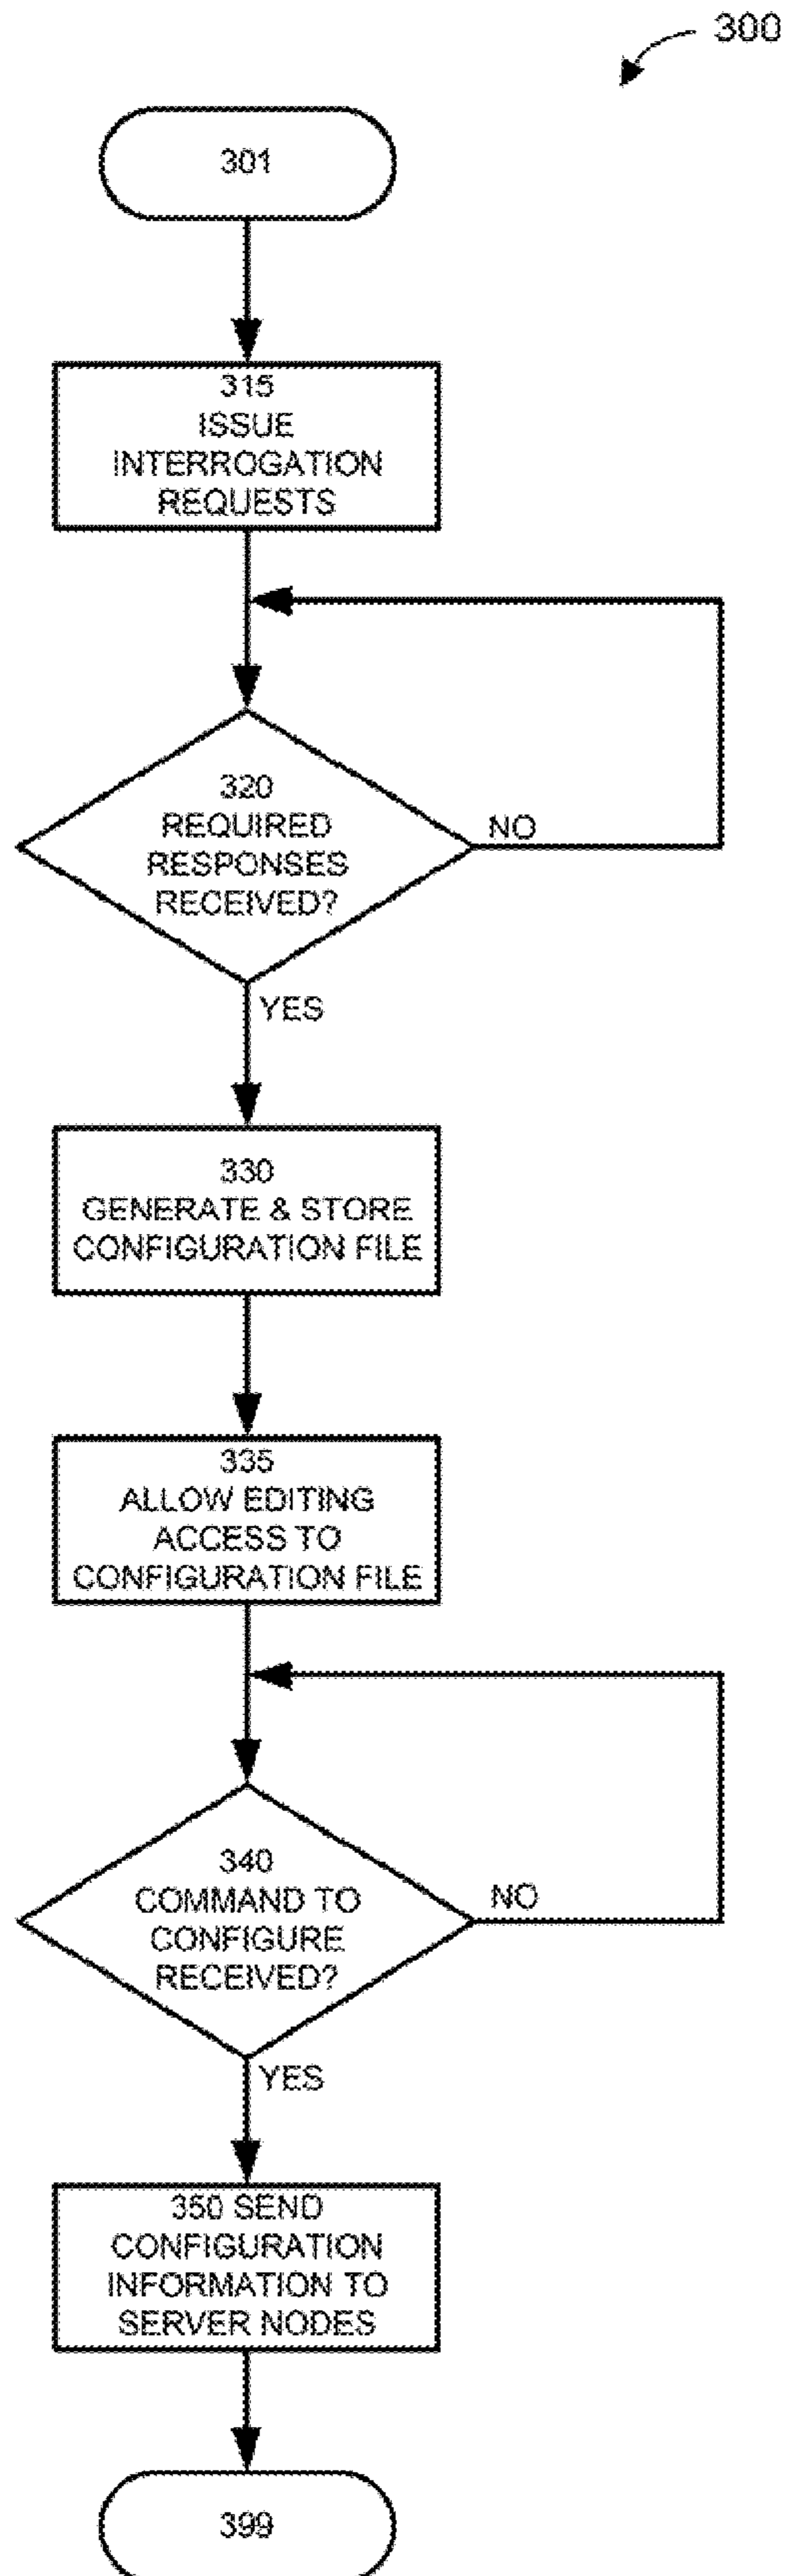 300
301
315
ISSUE
INTERROGATION
REQUESTS
320
REQUIRED
RESPONSES
RECEIVED?
NO
YES
330
GENERATE & STORE
CONFIGURATION FILE
335
ALLOW EDITING
ACCESS TO
CONFIGURATION FILE
340
COMMAND TO
CONFIGURE
RECEIVED?
NO
YES
350 SEND
CONFIGURATION
INFORMATION TO
SERVER NODES
399